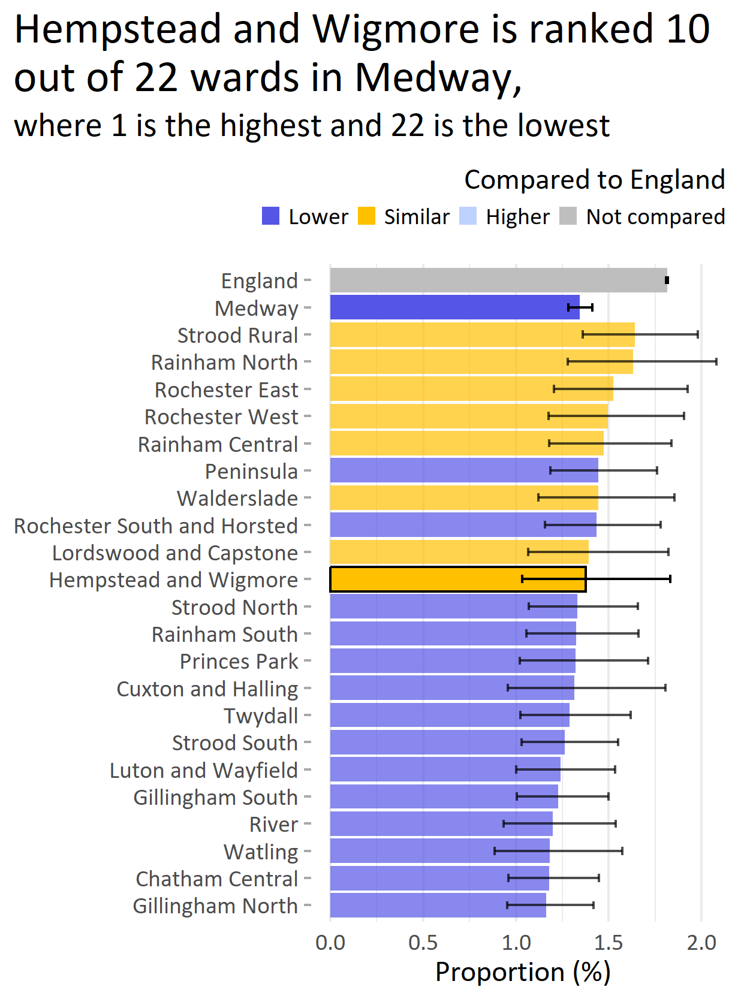 Hempstead and Wigmore is ranked 10
out of 22 wards in Medway,
where 1 is the highest and 22 is the lowest
Compared to England
Lower Similar Higher Not compared
England
Medway
Strood Rural
Rainham North
Rochester East
Rochester West
Rainham Central
Peninsula
Walderslade
Rochester South and Horsted
Lordswood and Capstone
Hempstead and Wigmore
Strood North
Rainham South
Princes Park
Cuxton and Halling
Twydall
Strood South
Luton and Wayfield
Gillingham South
River
Watling
Chatham Central
Gillingham North
0.0 0.5 1.0 1.5 2.0
Proportion (%)